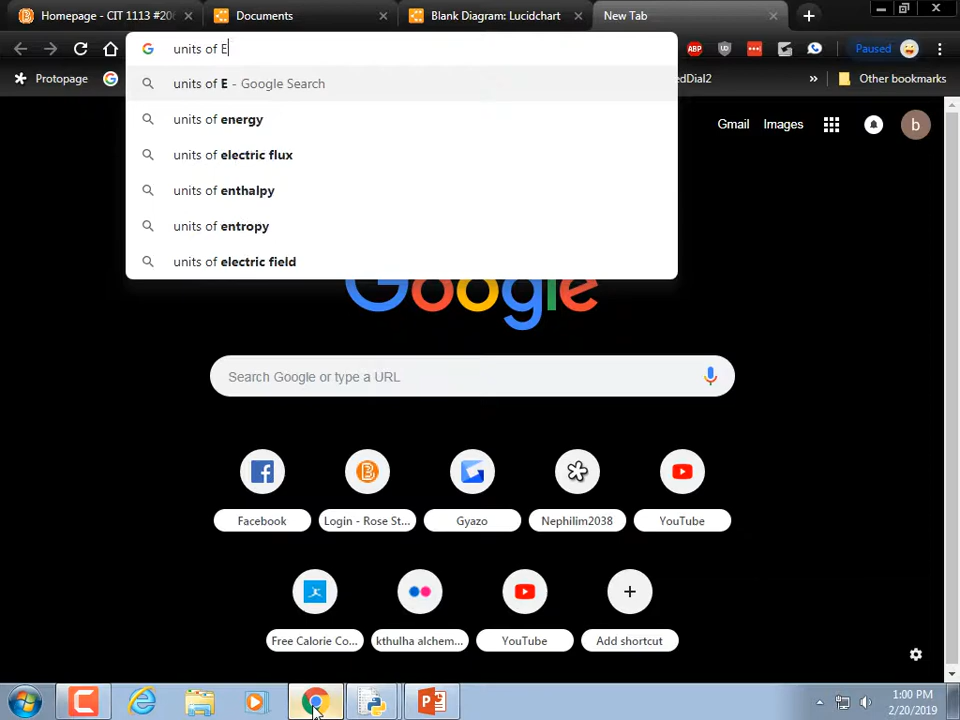 Homepage - CIT 1113 #20
Documents
Blank Diagram: Lucidchart
New Tab
units of E
ABP
UD
Paused
Protopage
edDial2
»
Other bookmarks
units of E - Google Search
units of energy
units of electric flux
units of enthalpy
units of entropy
units of electric field
Gmail
Images
b
Google
Search Google or type a URL
Facebook
Login - Rose St...
Gyazo
Nephilim2038
YouTube
Free Calorie Co...
kthulha alchem...
YouTube
Add shortcut
1:00 PM
2/20/2019